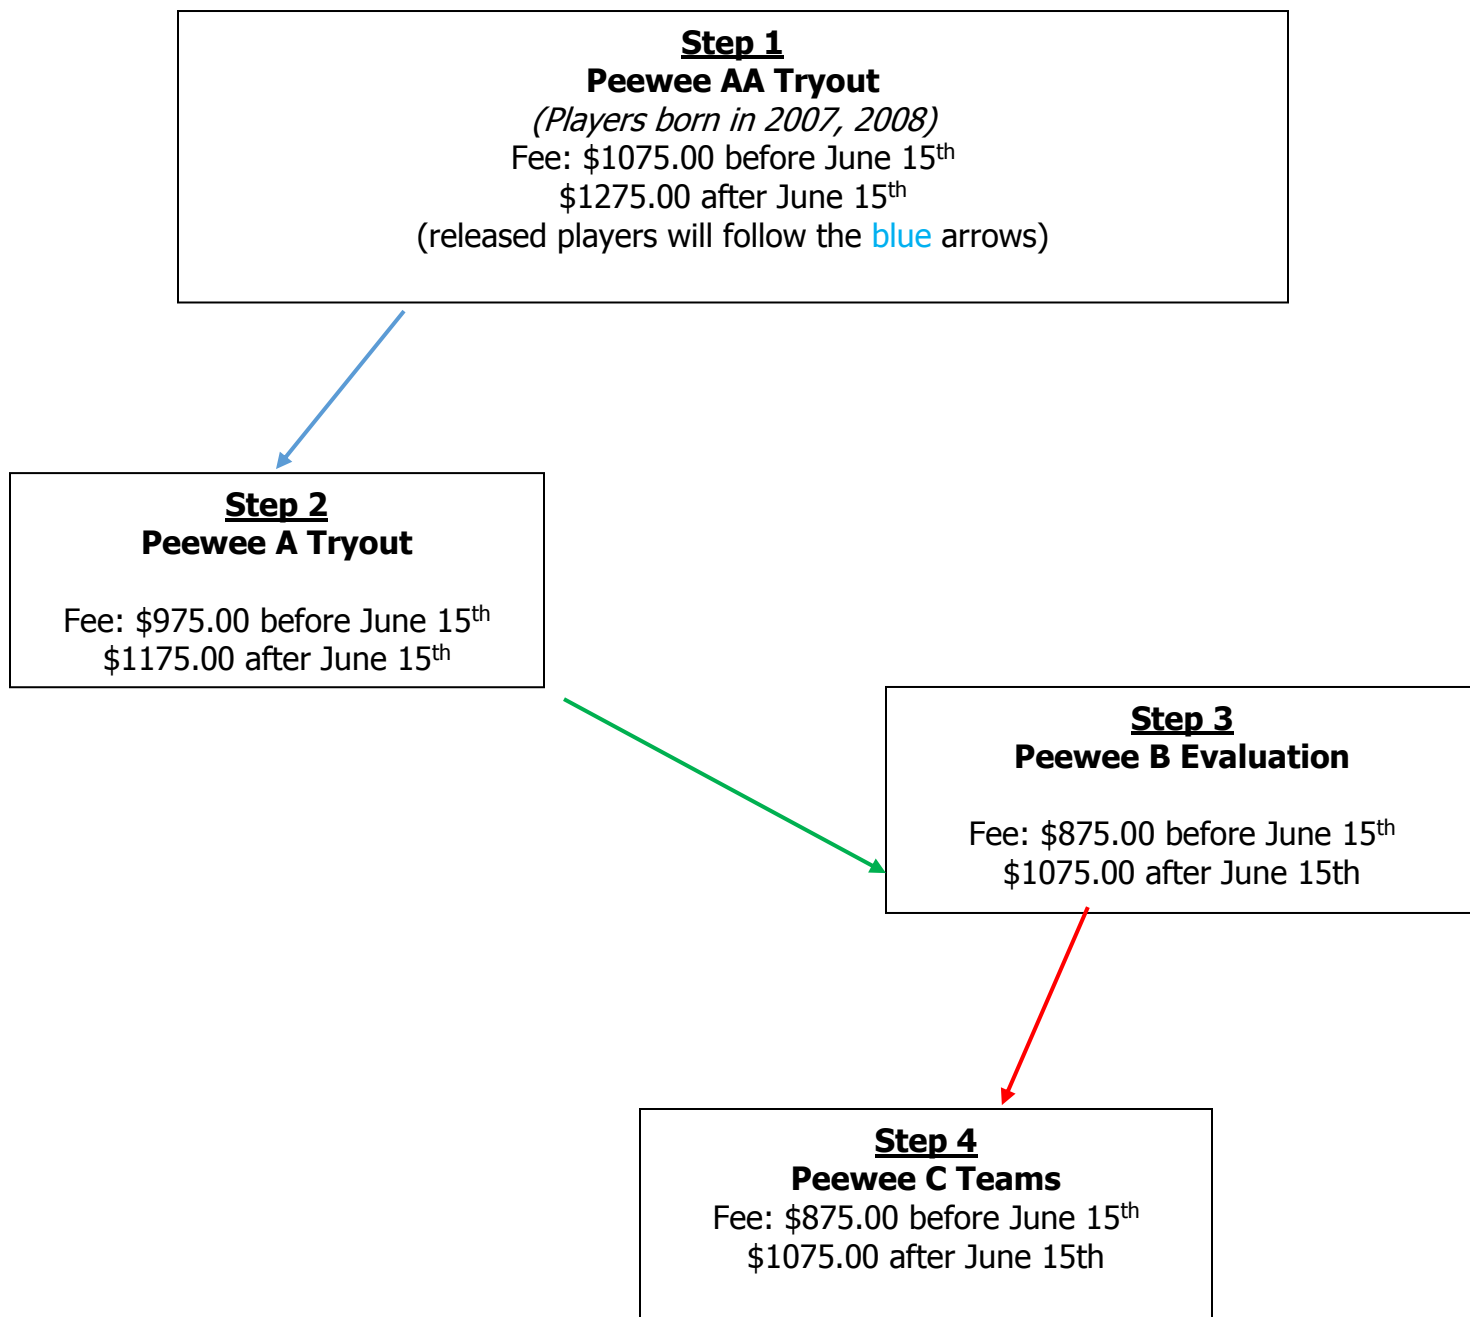 Step 1
Peewee AA Tryout
(Players born in 2007, 2008)
Fee: $1075.00 before June 15th
$1275.00 after June 15th
(released players will follow the blue arrows)
Step 2
Peewee A Tryout
Fee: $975.00 before June 15th
$1175.00 after June 15th
Step 3
Peewee B Evaluation
Fee: $875.00 before June 15th
$1075.00 after June 15th
Step 4
Peewee C Teams
Fee: $875.00 before June 15th
$1075.00 after June 15th